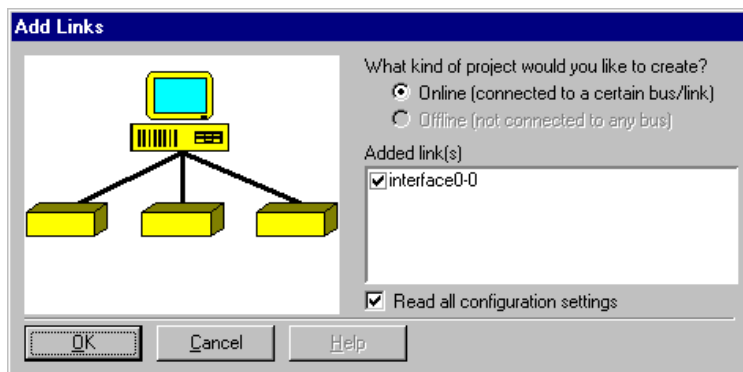 Add Links
What kind of project would you like to create?
Online (connected to a certain bus/link)
Offline (not connected to any bus)
Added link(s)
interface0-0
Read all configuration settings
OK
Cancel
Help